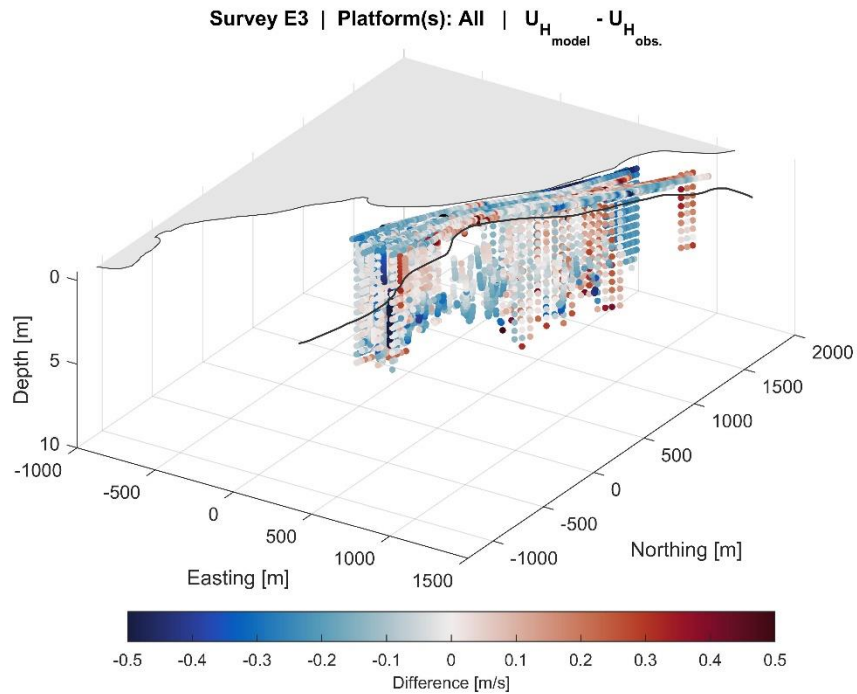 Survey E3 | Platform(s): All | U_H_model - U_H_obs.
0
5
10
Depth [m]
-1000
-500
0
500
1000
1500
Easting [m]
-1000
-500
0
500
1000
1500
2000
Northing [m]
-0.5 -0.4 -0.3 -0.2 -0.1 0 0.1 0.2 0.3 0.4 0.5
Difference [m/s]